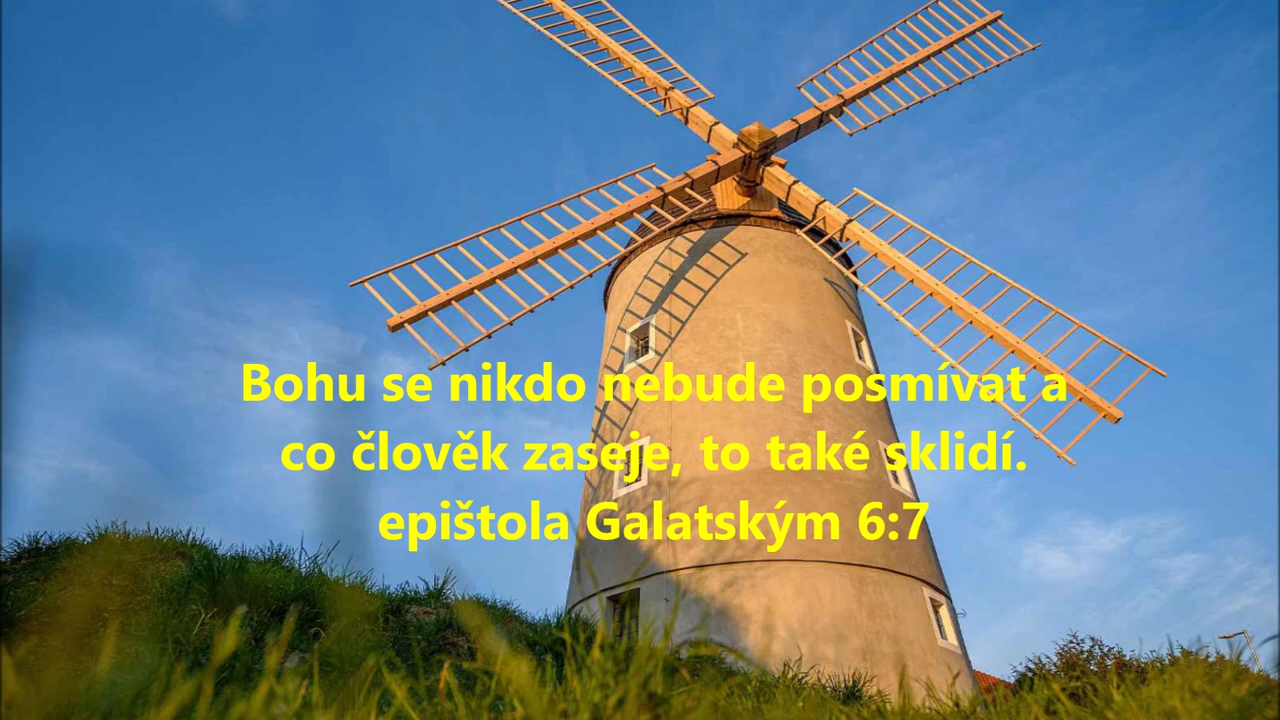 Bohu se nikdo nebude posmívat a
co člověk zaseje, to také sklidí.
epištola Galatským 6:7